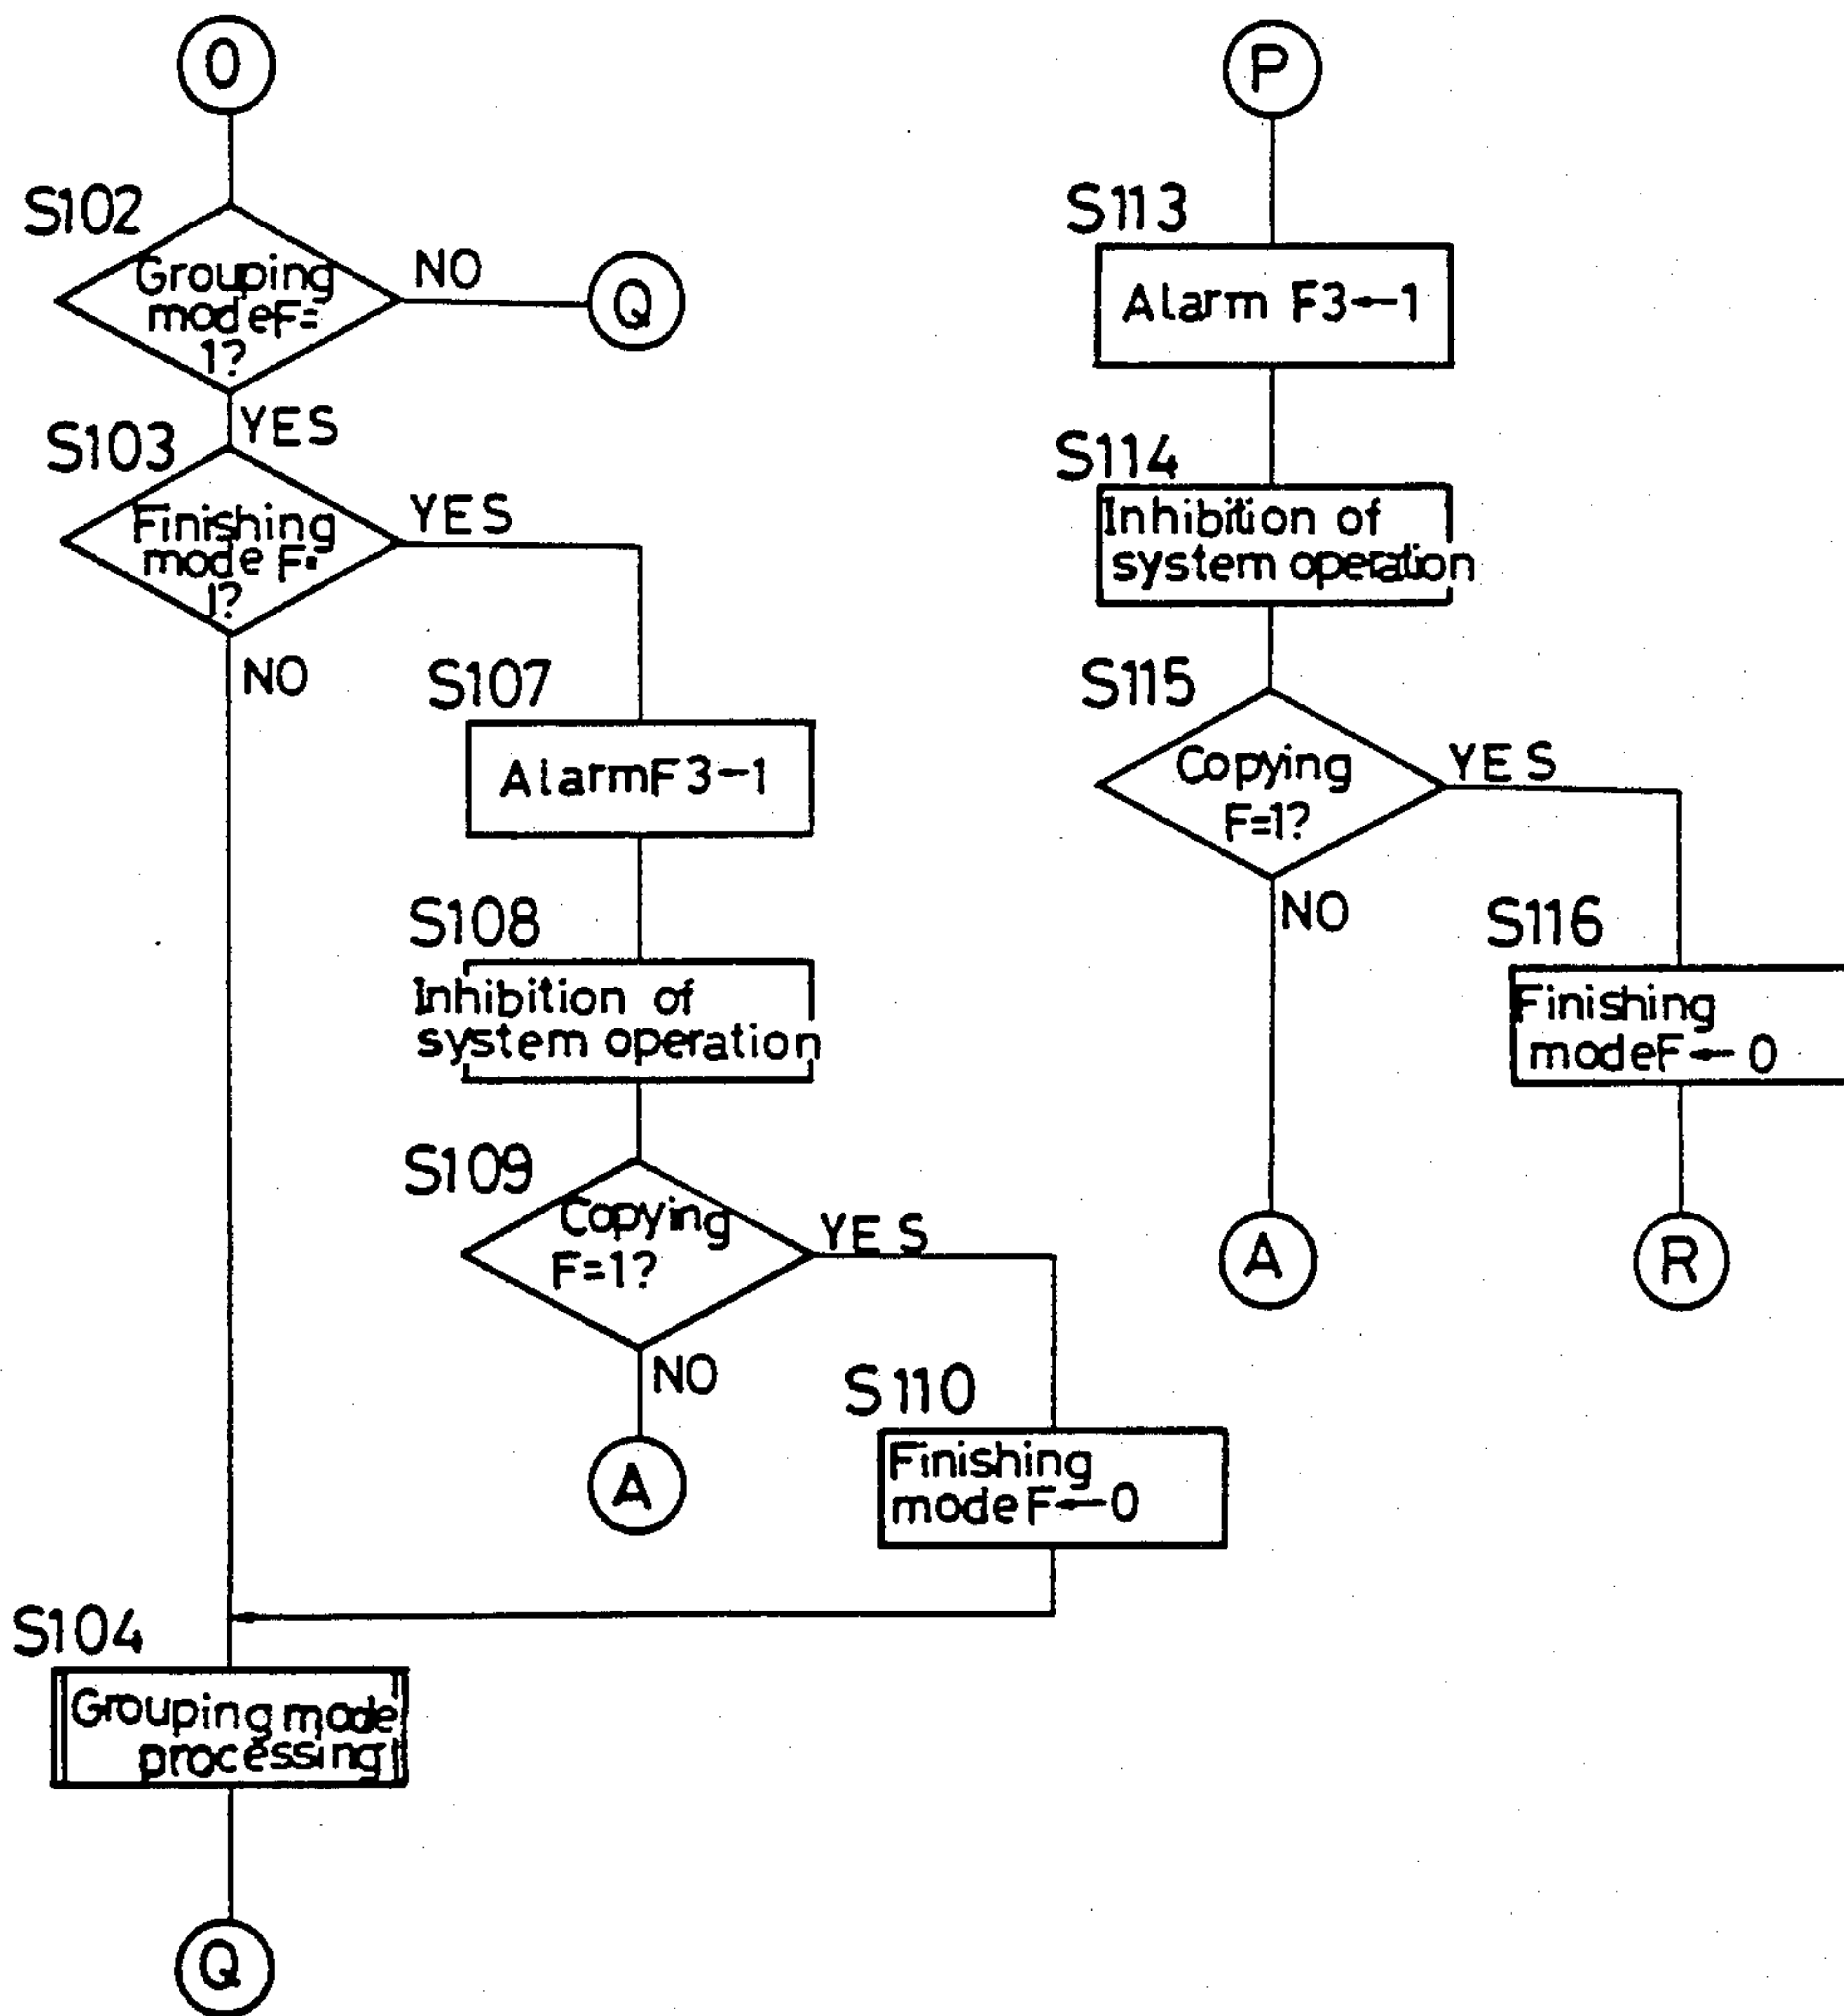 O
S102
Grouping
modeF=
1?
NO
Q
YES
S103
Finishing
mode F=
1?
YES
NO
S107
AlarmF3←1
S108
Inhibition of
system operation
S109
Copying
F=1?
YES
NO
A
S110
Finishing
modeF←0
S104
Grouping mode
processing
Q
P
S113
Alarm F3←1
S114
Inhibition of
system operation
S115
Copying
F=1?
YES
NO
S116
Finishing
modeF←0
A
R